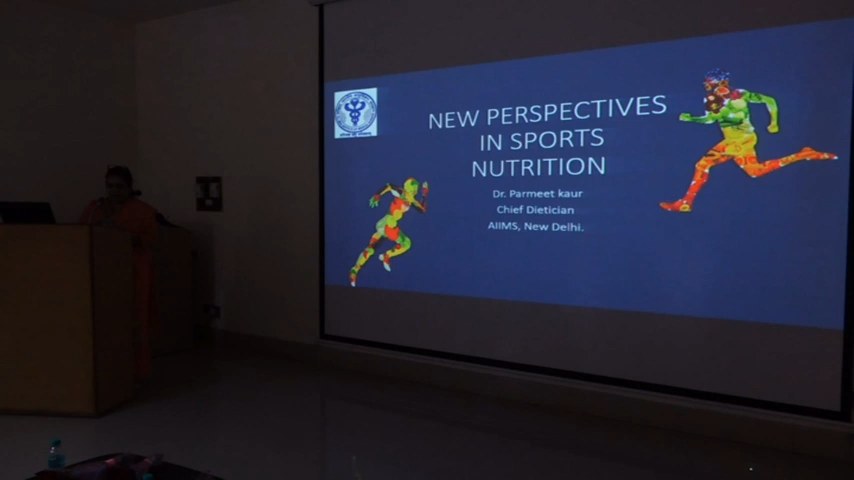 NEW PERSPECTIVES
IN SPORTS
NUTRITION
Dr. Parmeet kaur
Chief Dietician
AIIMS, New Delhi.